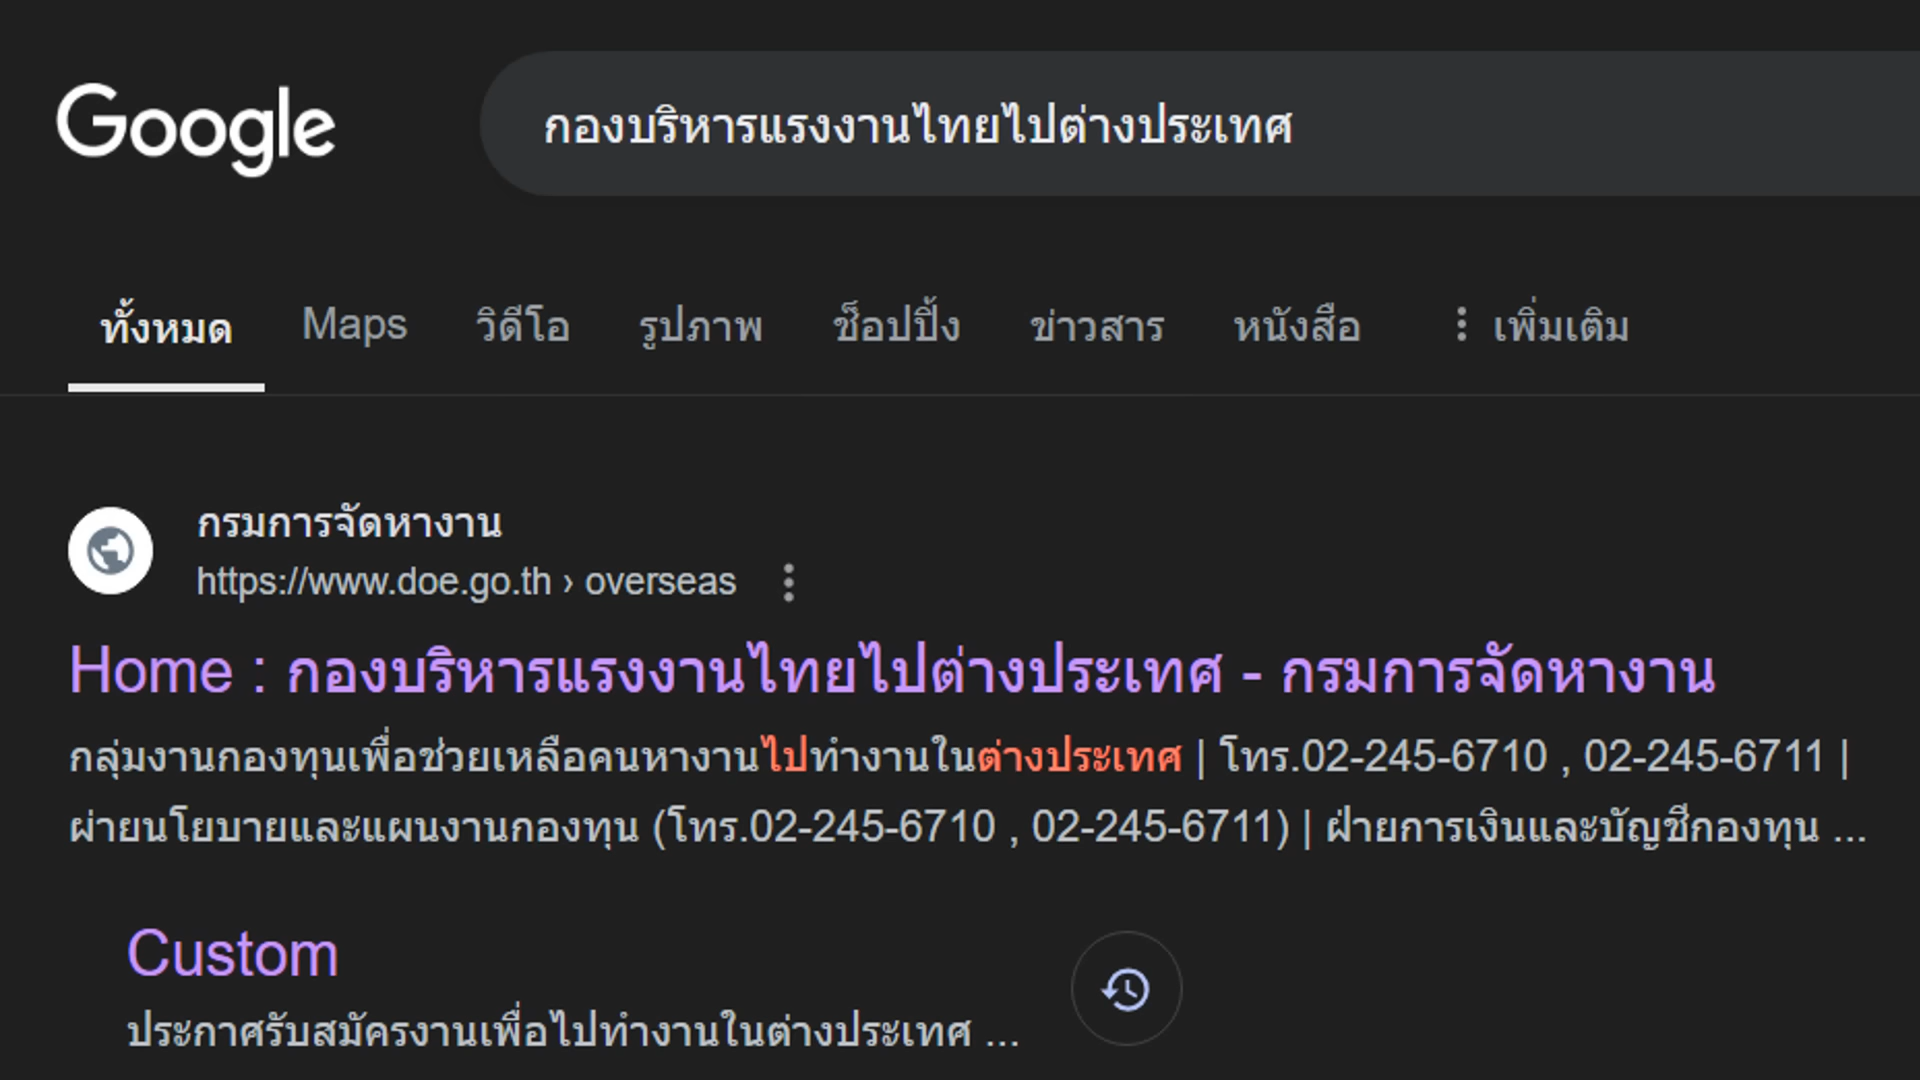 Google
กองบริหารแรงงานไทยไปต่างประเทศ
ทั้งหมด Maps วิดีโอ รูปภาพ ช็อปปิ้ง ข่าวสาร หนังสือ เพิ่มเติม
กรมการจัดหางาน
https://www.doe.go.th › overseas
Home : กองบริหารแรงงานไทยไปต่างประเทศ - กรมการจัดหางาน
กลุ่มงานกองทุนเพื่อช่วยเหลือคนหางานไปทำงานในต่างประเทศ | โทร.02-245-6710 , 02-245-6711 |
ผ่ายนโยบายและแผนงานกองทุน (โทร.02-245-6710 , 02-245-6711) | ฝ่ายการเงินและบัญชีกองทุน ...
Custom
ประกาศรับสมัครงานเพื่อไปทำงานในต่างประเทศ ...